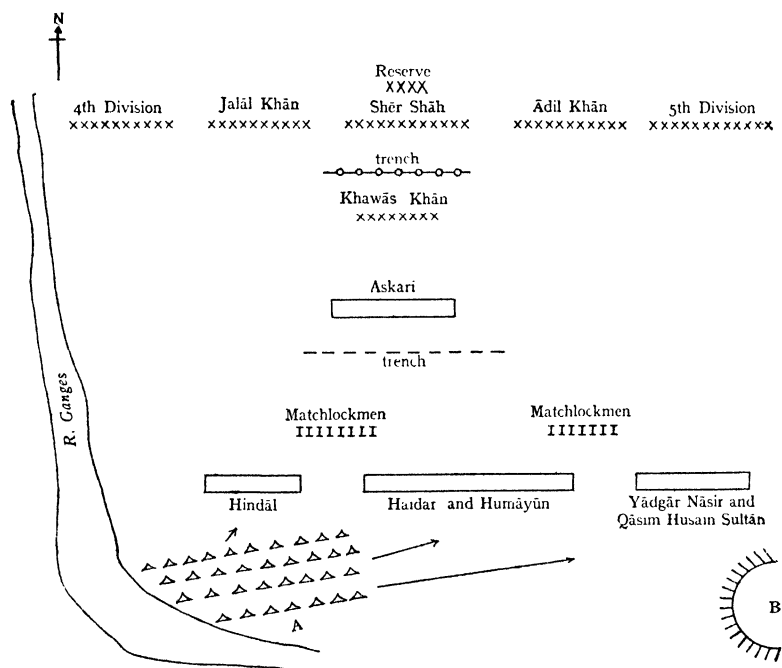 N
Reserve
4th Division
Jalāl Khān
Shēr Shāh
Ādil Khān
5th Division
trench
Khawās Khān
Askari
trench
R. Ganges
Matchlockmen
Matchlockmen
Hindāl
Haidar and Humāyūn
Yādgār Nāsir and
Qāsim Husain Sultān
A
B